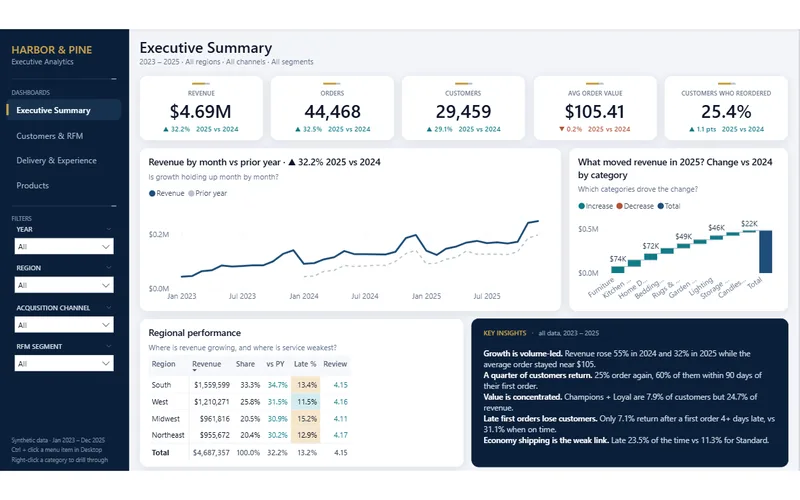 HARBOR & PINE
Executive Analytics
DASHBOARDS
Executive Summary
Customers & RFM
Delivery & Experience
Products
FILTERS
YEAR
All
REGION
All
ACQUISITION CHANNEL
All
RFM SEGMENT
All
Synthetic data · Jan 2023 – Dec 2025
Ctrl + click a menu item in Desktop
Right-click a category to drill through
Executive Summary
2023 – 2025 · All regions · All channels · All segments
REVENUE
$4.69M
▲ 32.2% 2025 vs 2024
ORDERS
44,468
▲ 32.5% 2025 vs 2024
CUSTOMERS
29,459
▲ 29.1% 2025 vs 2024
AVG ORDER VALUE
$105.41
▼ 0.2% 2025 vs 2024
CUSTOMERS WHO REORDERED
25.4%
▲ 1.1 pts 2025 vs 2024
Revenue by month vs prior year · ▲ 32.2% 2025 vs 2024
Is growth holding up month by month?
Revenue Prior year
$0.2M
$0.0M
Jan 2023 Jul 2023 Jan 2024 Jul 2024 Jan 2025 Jul 2025
What moved revenue in 2025? Change vs 2024
by category
Which categories drove the change?
Increase Decrease Total
$0.5M
$0.0M
$74K $72K $49K $46K $22K
Furniture Kitchen ... Home D... Bedding... Rugs & ... Garden ... Lighting Storage ... Candles... Total
Regional performance
Where is revenue growing, and where is service weakest?
Region Revenue Share vs PY Late % Review
South $1,559,599 33.3% 34.7% 13.4% 4.15
West $1,210,271 25.8% 31.5% 11.5% 4.16
Midwest $961,816 20.5% 30.9% 15.2% 4.11
Northeast $955,672 20.4% 30.2% 12.9% 4.17
Total $4,687,357 100.0% 32.2% 13.2% 4.15
KEY INSIGHTS · all data, 2023 – 2025
Growth is volume-led. Revenue rose 55% in 2024 and 32% in 2025 while the
average order stayed near $105.
A quarter of customers return. 25% order again, 60% of them within 90 days of
their first order.
Value is concentrated. Champions + Loyal are 7.9% of customers but 24.7% of
revenue.
Late first orders lose customers. Only 7.1% return after a first order 4+ days late, vs
31.1% when on time.
Economy shipping is the weak link. Late 23.5% of the time vs 11.3% for Standard.